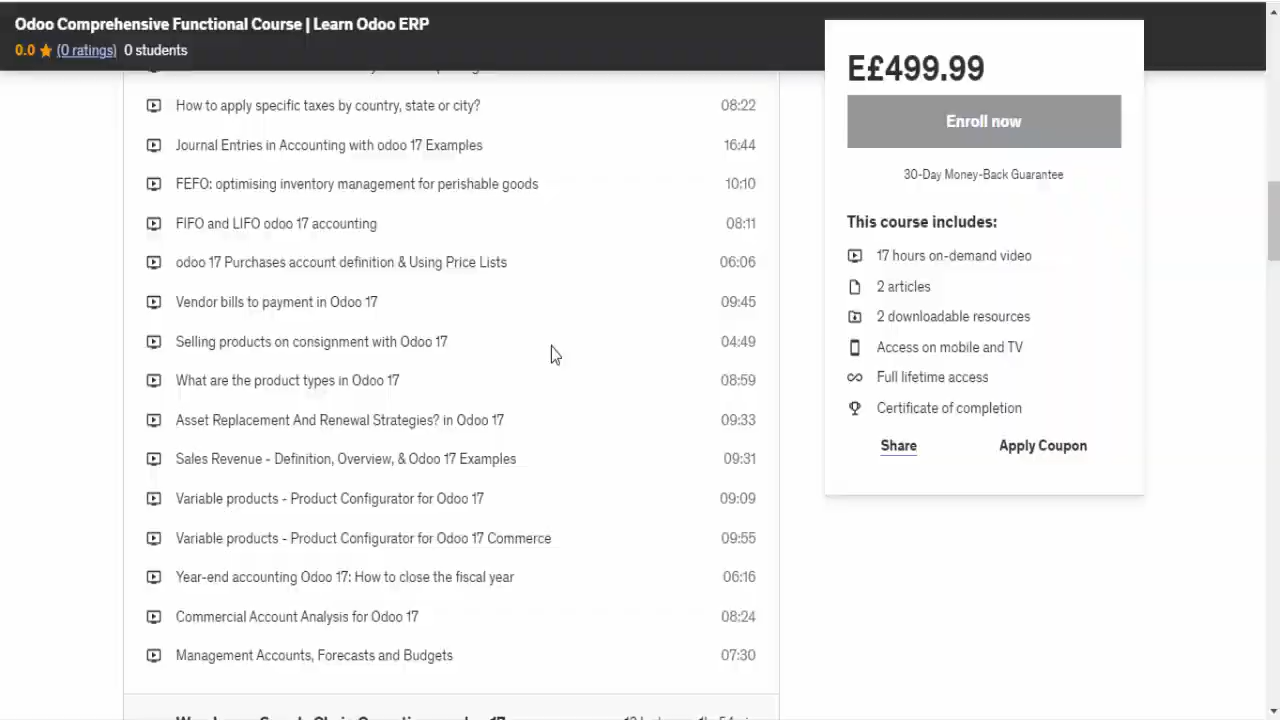 Odoo Comprehensive Functional Course | Learn Odoo ERP
0.0 (0 ratings) 0 students
How to apply specific taxes by country, state or city? 08:22
Journal Entries in Accounting with odoo 17 Examples 16:44
FEFO: optimising inventory management for perishable goods 10:10
FIFO and LIFO odoo 17 accounting 08:11
odoo 17 Purchases account definition & Using Price Lists 06:06
Vendor bills to payment in Odoo 17 09:45
Selling products on consignment with Odoo 17 04:49
What are the product types in Odoo 17 08:59
Asset Replacement And Renewal Strategies? in Odoo 17 09:33
Sales Revenue - Definition, Overview, & Odoo 17 Examples 09:31
Variable products - Product Configurator for Odoo 17 09:09
Variable products - Product Configurator for Odoo 17 Commerce 09:55
Year-end accounting Odoo 17: How to close the fiscal year 06:16
Commercial Account Analysis for Odoo 17 08:24
Management Accounts, Forecasts and Budgets 07:30
E£499.99
Enroll now
30-Day Money-Back Guarantee
This course includes:
17 hours on-demand video
2 articles
2 downloadable resources
Access on mobile and TV
Full lifetime access
Certificate of completion
Share Apply Coupon